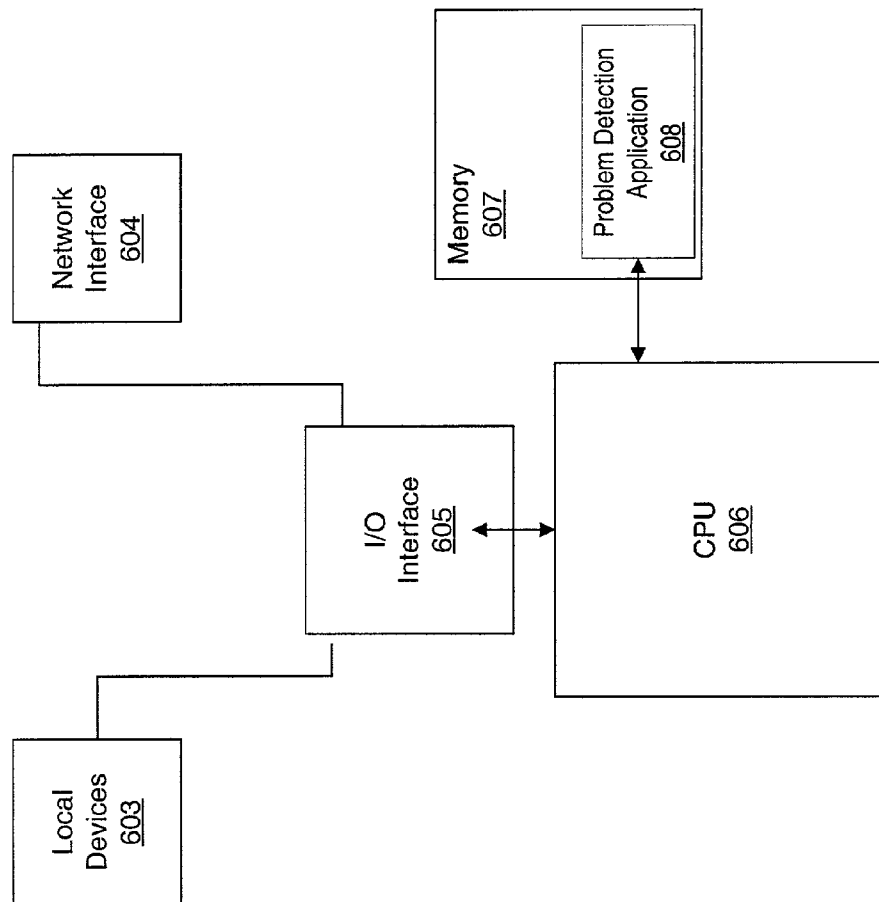 Local
Devices
603
Network
Interface
604
I/O
Interface
605
CPU
606
Memory
607
Problem Detection
Application
608